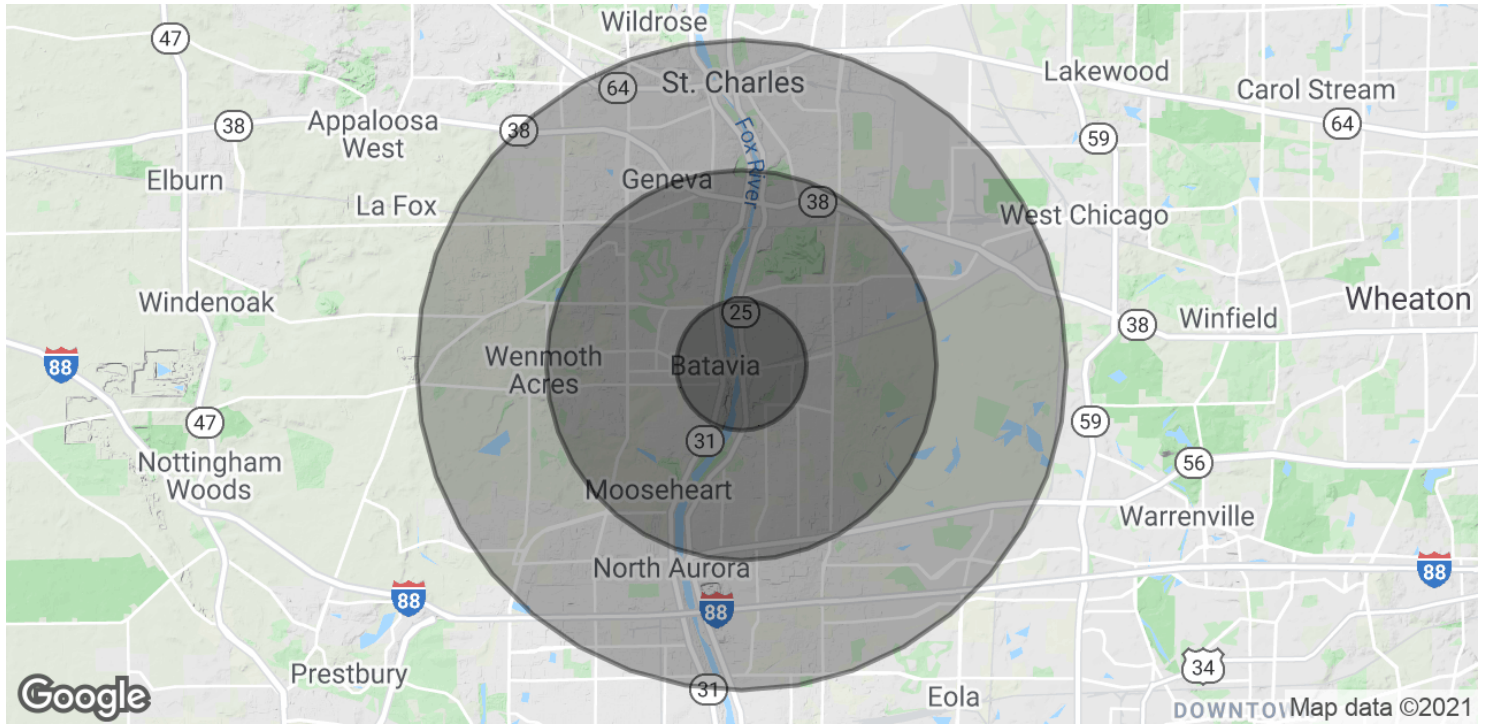 Wildrose
47
64
St. Charles
Lakewood
Carol Stream
64
38
Appaloosa
West
38
59
Fox River
Elburn
Geneva
La Fox
38
West Chicago
Windenoak
25
38
Winfield
Wheaton
88
Wenmoth
Acres
Batavia
47
31
59
56
Nottingham
Woods
Mooseheart
Warrenville
North Aurora
88
88
88
Prestbury
31
Eola
34
Google
DOWNTO
Map data ©2021